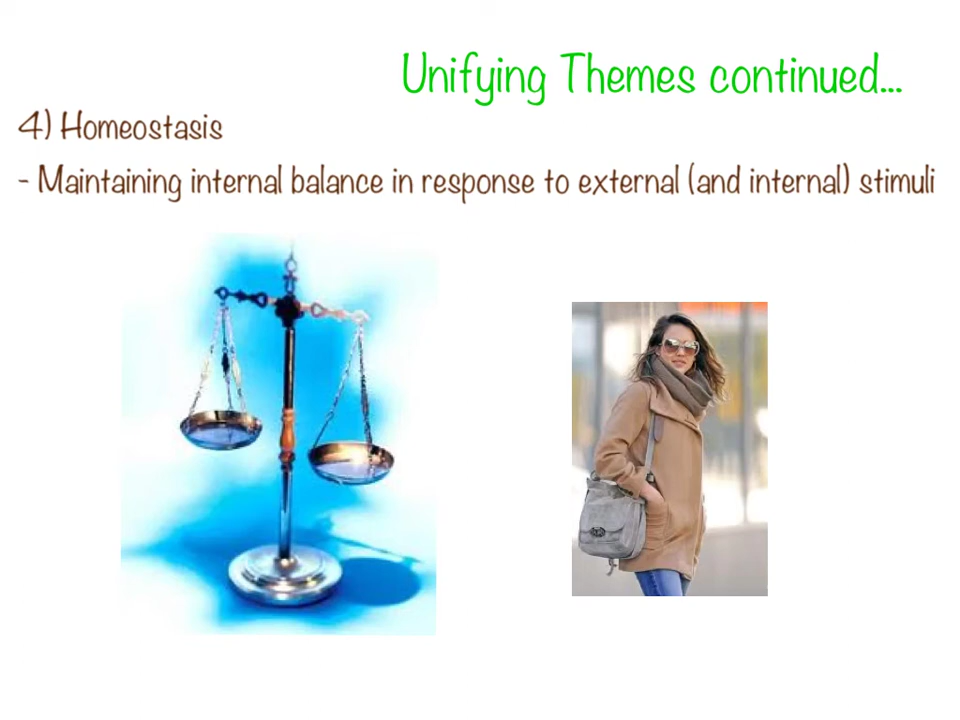 Unifying Themes continued...
4) Homeostasis
- Maintaining internal balance in response to external (and internal) stimuli